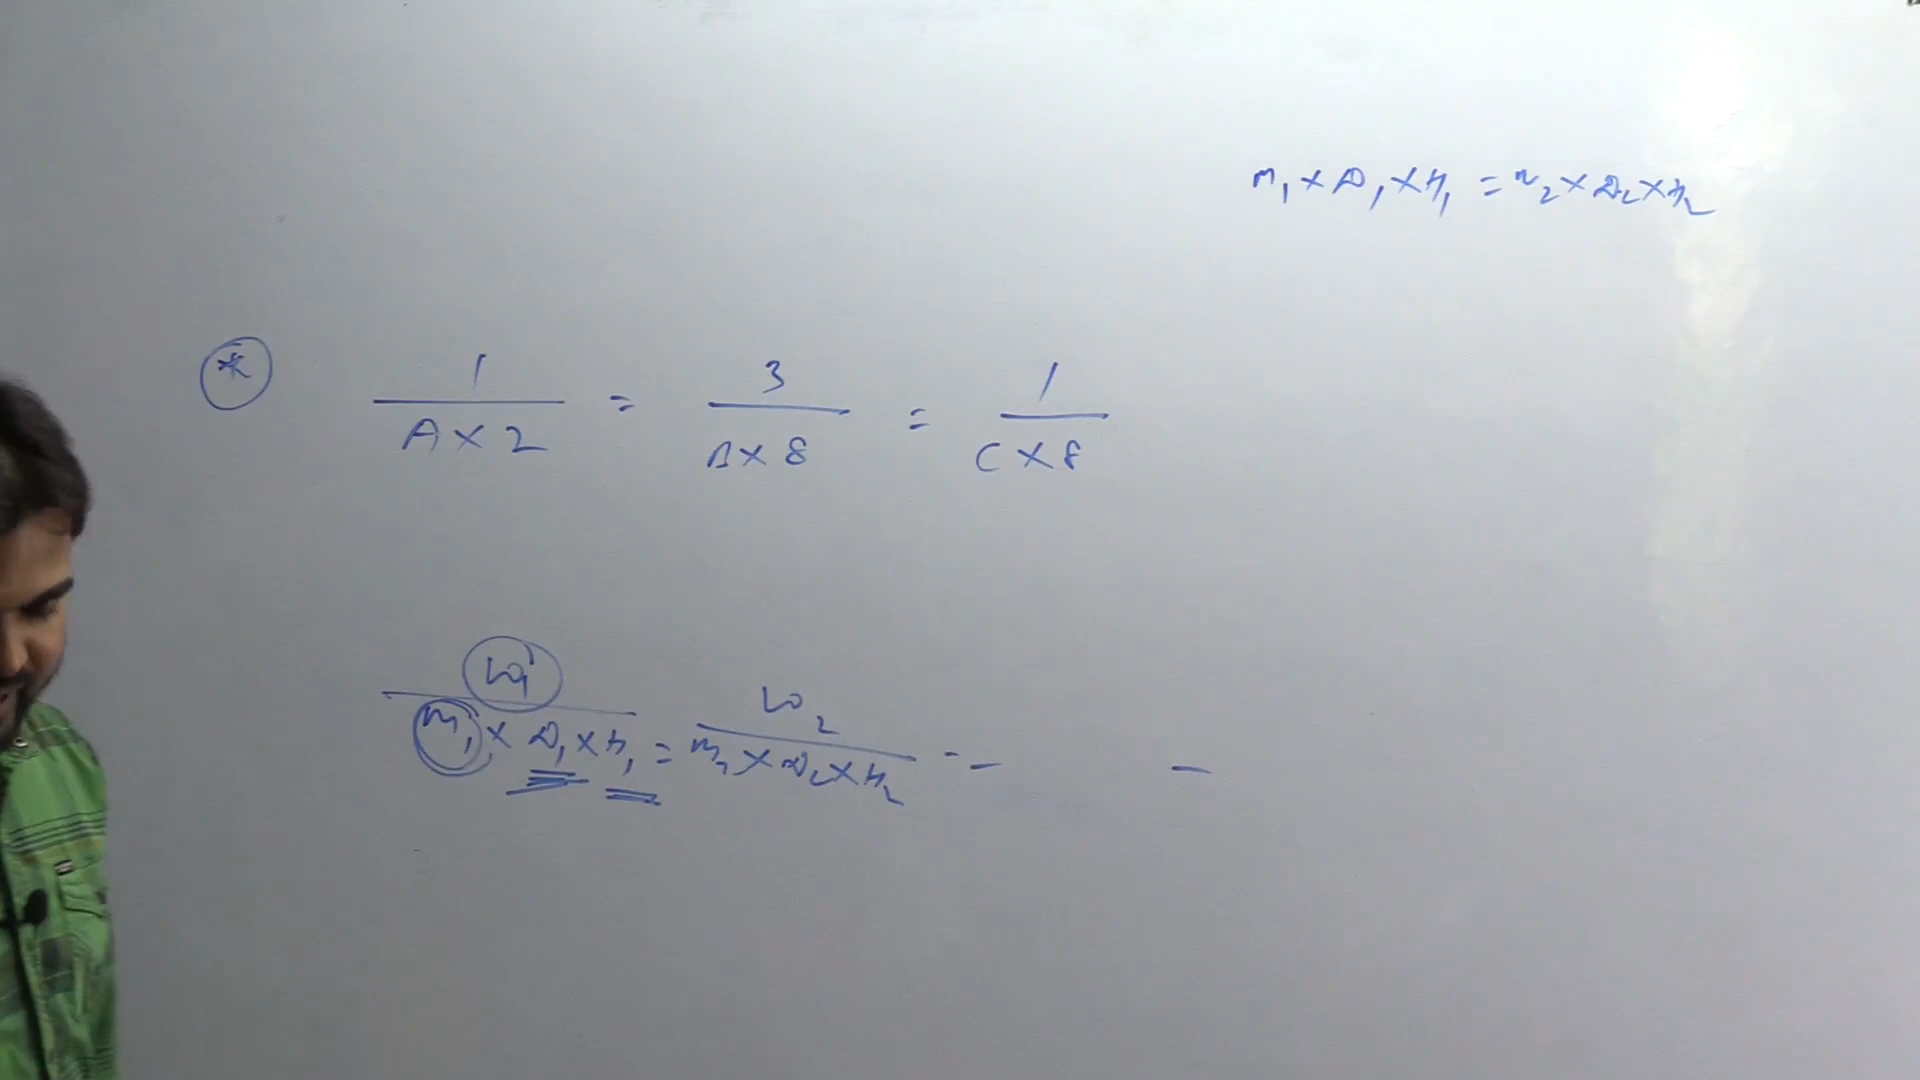 m₁ × D₁ × H₁ = m₂ × D₂ × H₂
* 1/(A × 2) = 3/(B × 8) = 1/(C × 8)
W₁/(m₁ × D₁ × H₁) = W₂/(m₂ × D₂ × H₂) = — —